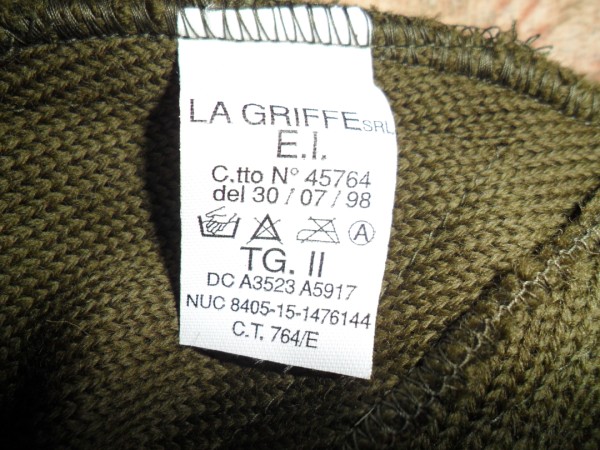 LA GRIFFE SRL
E.I.
C.tto N° 45764
del 30 / 07 / 98
A
TG. II
DC A3523 A5917
NUC 8405-15-1476144
C.T. 764/E